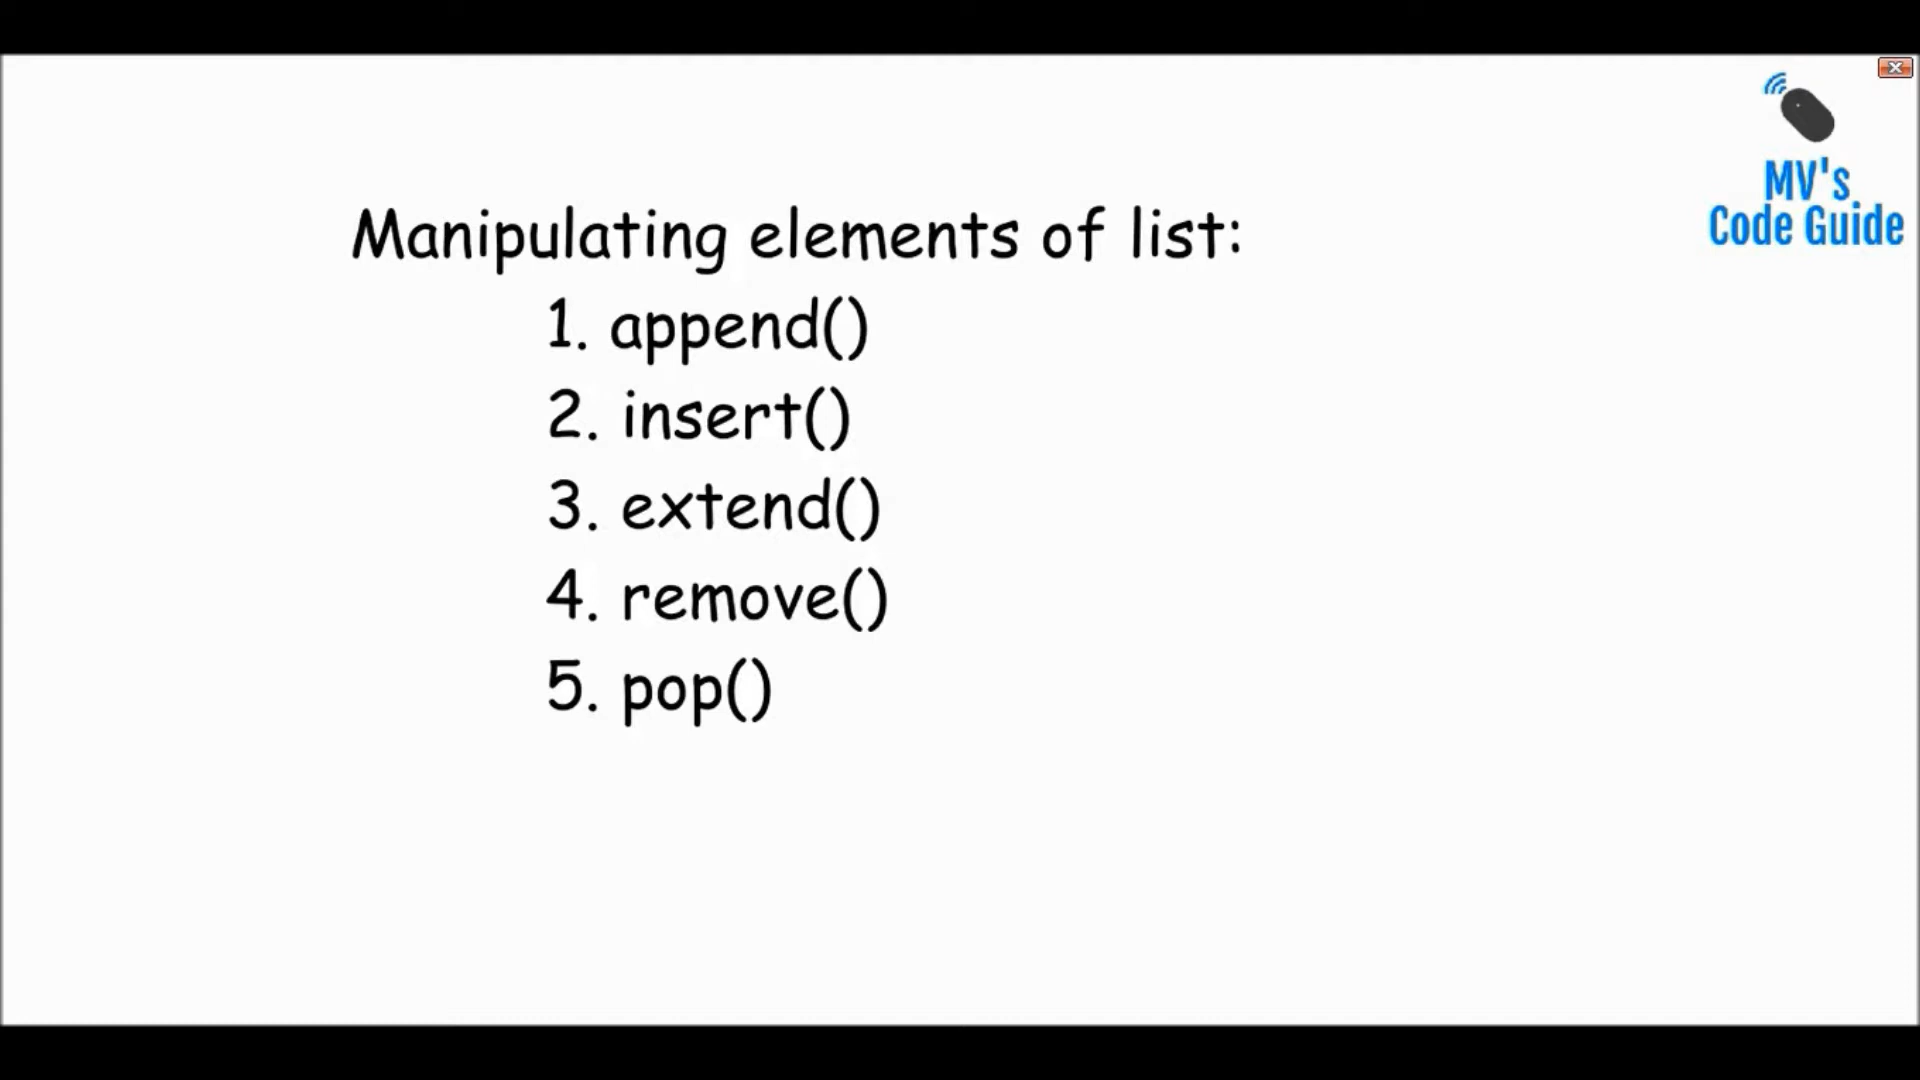 MV's
Code Guide
Manipulating elements of list:
1. append()
2. insert()
3. extend()
4. remove()
5. pop()